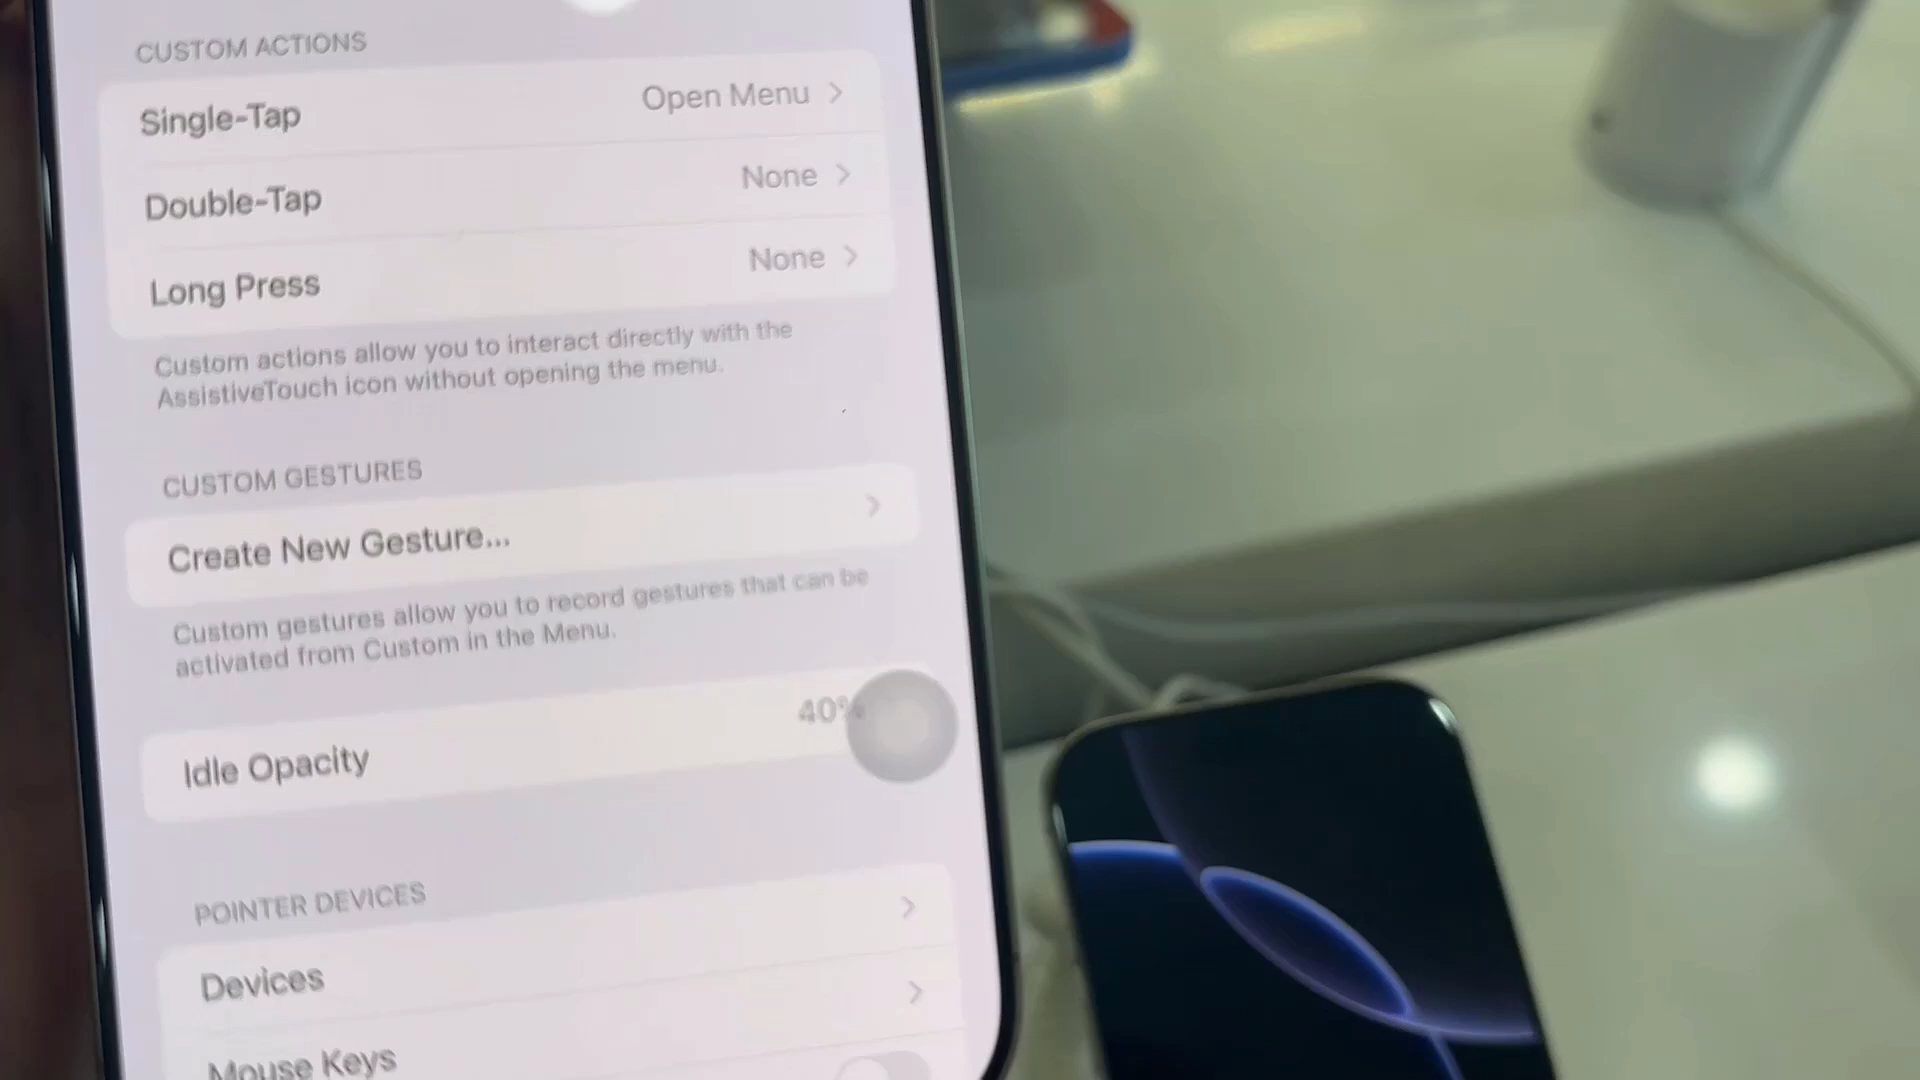 CUSTOM ACTIONS
Single-Tap Open Menu
Double-Tap None
Long Press None
Custom actions allow you to interact directly with the
AssistiveTouch icon without opening the menu.
CUSTOM GESTURES
Create New Gesture...
Custom gestures allow you to record gestures that can be
activated from Custom in the Menu.
Idle Opacity 40%
POINTER DEVICES
Devices
Mouse Keys